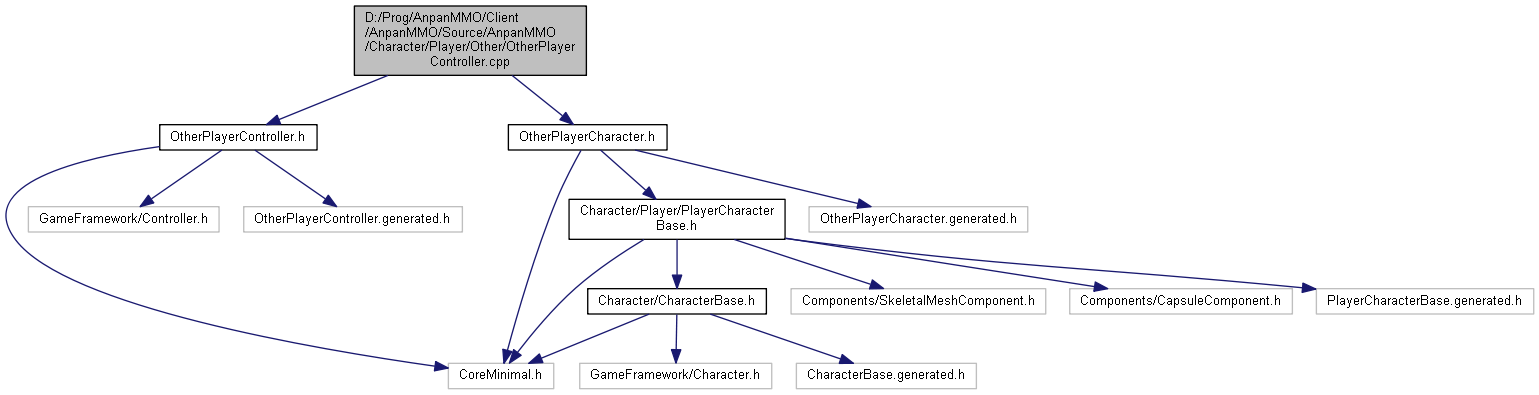 D:/Prog/AnpanMMO/Client
/AnpanMMO/Source/AnpanMMO
/Character/Player/Other/OtherPlayer
Controller.cpp
OtherPlayerController.h
OtherPlayerCharacter.h
GameFramework/Controller.h
OtherPlayerController.generated.h
Character/Player/PlayerCharacter
Base.h
OtherPlayerCharacter.generated.h
Character/CharacterBase.h
Components/SkeletalMeshComponent.h
Components/CapsuleComponent.h
PlayerCharacterBase.generated.h
CoreMinimal.h
GameFramework/Character.h
CharacterBase.generated.h